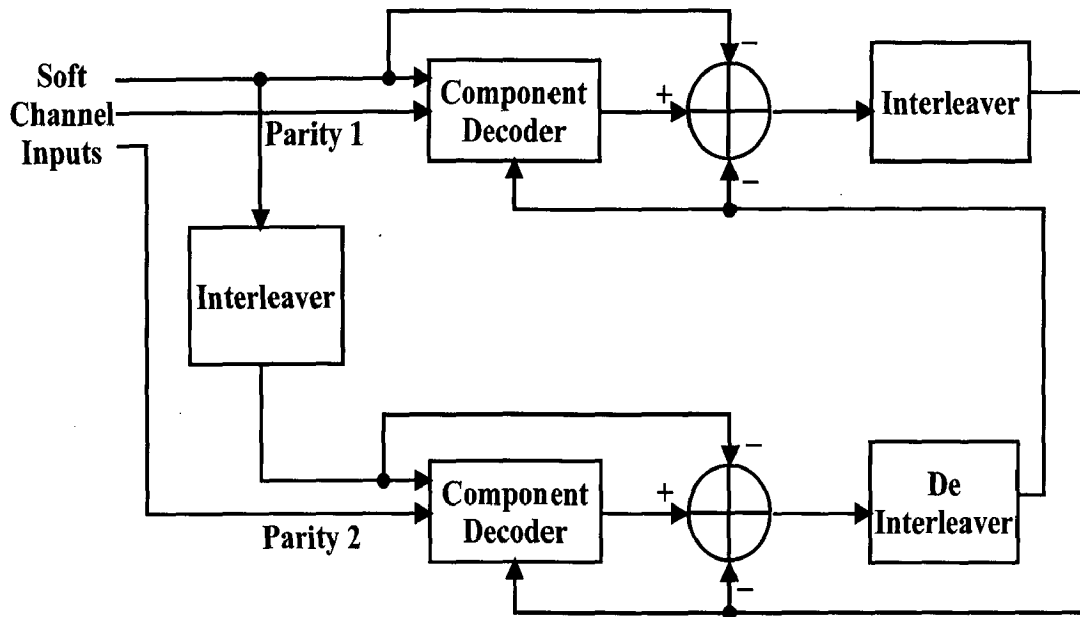 Soft
Channel
Inputs
Parity 1
Component
Decoder
−
+
−
Interleaver
Interleaver
Parity 2
Component
Decoder
−
+
−
De
Interleaver